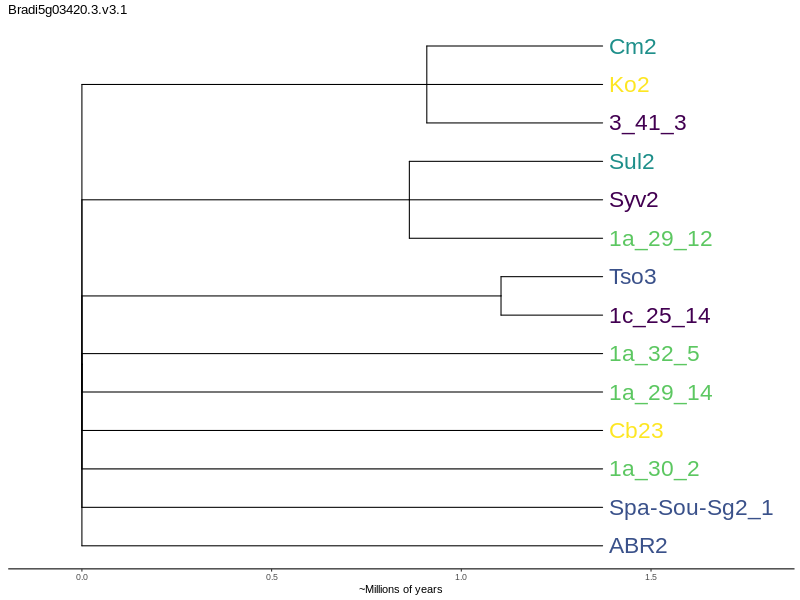 Bradi5g03420.3.v3.1
Cm2
Ko2
3_41_3
Sul2
Syv2
1a_29_12
Tso3
1c_25_14
1a_32_5
1a_29_14
Cb23
1a_30_2
Spa-Sou-Sg2_1
ABR2
0.0 0.5 1.0 1.5
~Millions of years